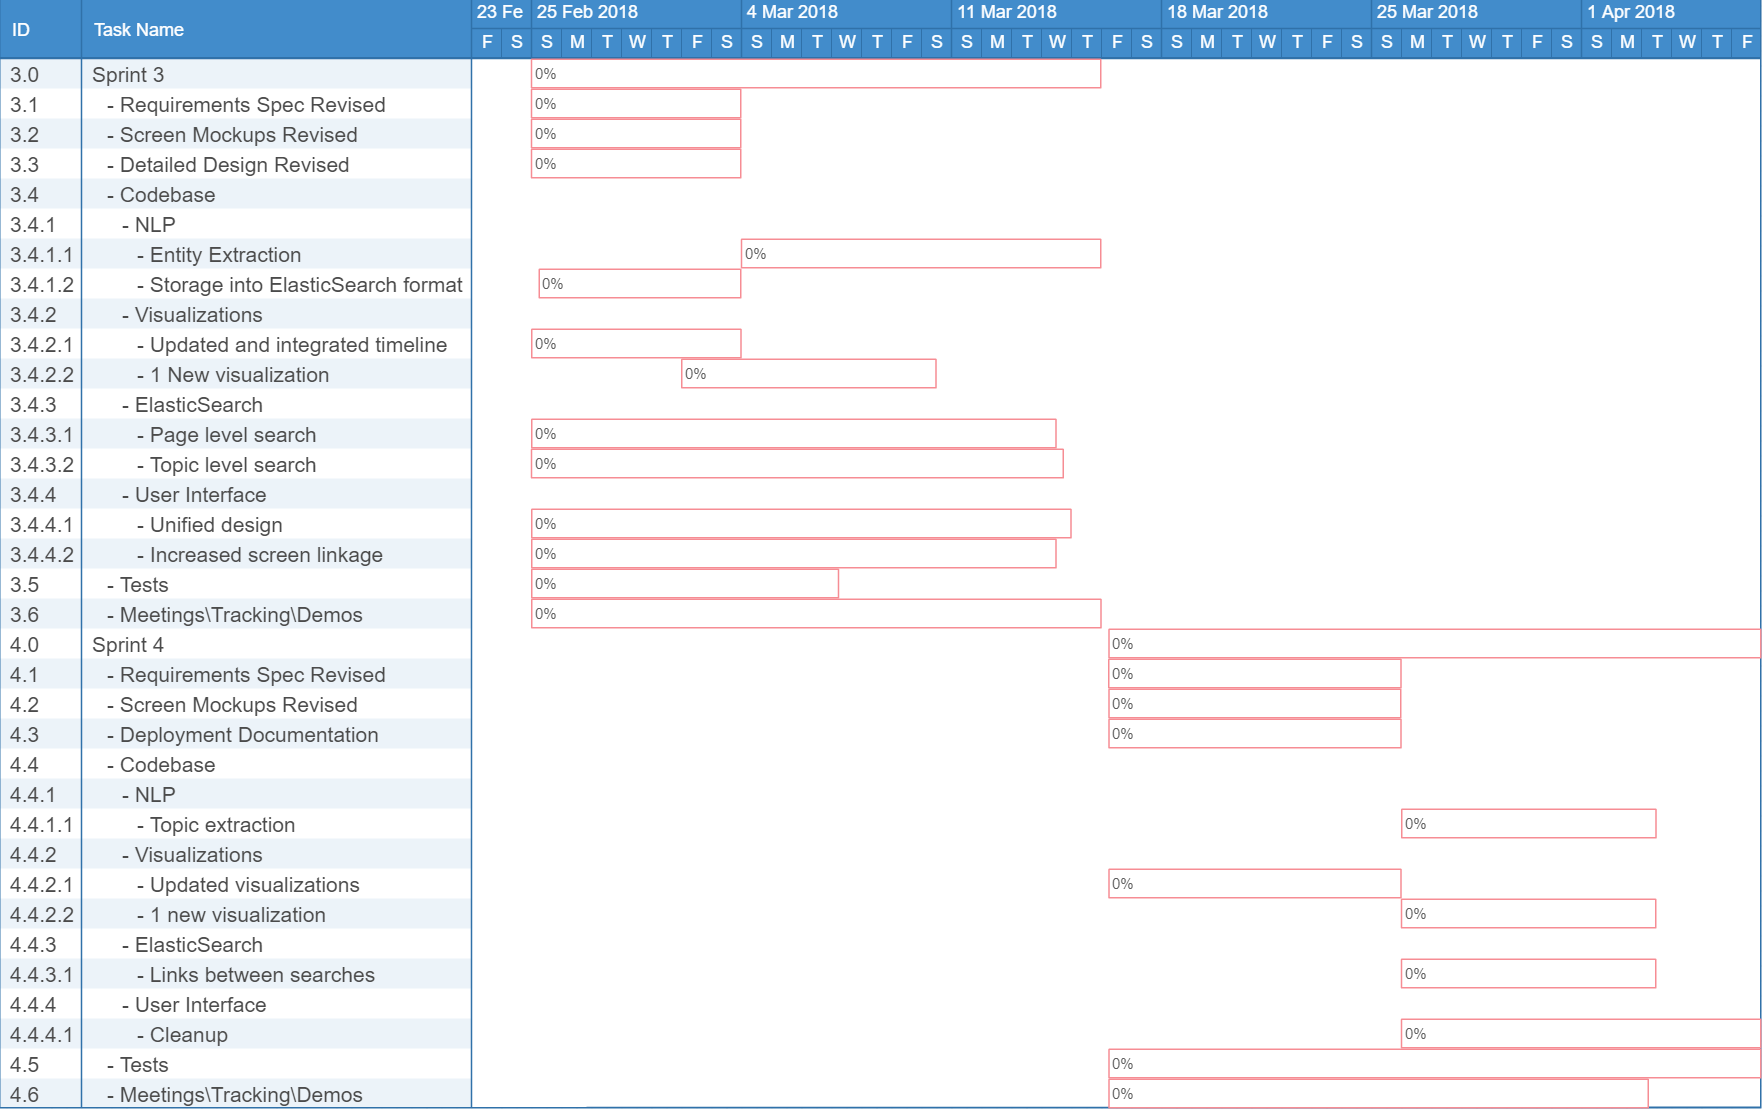 ID Task Name 23 Fe 25 Feb 2018 4 Mar 2018 11 Mar 2018 18 Mar 2018 25 Mar 2018 1 Apr 2018
F S S M T W T F S S M T W T F S S M T W T F S S M T W T F S S M T W T F S S M T W T F
3.0 Sprint 3 0%
3.1 - Requirements Spec Revised 0%
3.2 - Screen Mockups Revised 0%
3.3 - Detailed Design Revised 0%
3.4 - Codebase
3.4.1 - NLP
3.4.1.1 - Entity Extraction 0%
3.4.1.2 - Storage into ElasticSearch format 0%
3.4.2 - Visualizations
3.4.2.1 - Updated and integrated timeline 0%
3.4.2.2 - 1 New visualization 0%
3.4.3 - ElasticSearch
3.4.3.1 - Page level search 0%
3.4.3.2 - Topic level search 0%
3.4.4 - User Interface
3.4.4.1 - Unified design 0%
3.4.4.2 - Increased screen linkage 0%
3.5 - Tests 0%
3.6 - Meetings\Tracking\Demos 0%
4.0 Sprint 4 0%
4.1 - Requirements Spec Revised 0%
4.2 - Screen Mockups Revised 0%
4.3 - Deployment Documentation 0%
4.4 - Codebase
4.4.1 - NLP
4.4.1.1 - Topic extraction 0%
4.4.2 - Visualizations
4.4.2.1 - Updated visualizations 0%
4.4.2.2 - 1 new visualization 0%
4.4.3 - ElasticSearch
4.4.3.1 - Links between searches 0%
4.4.4 - User Interface
4.4.4.1 - Cleanup 0%
4.5 - Tests 0%
4.6 - Meetings\Tracking\Demos 0%